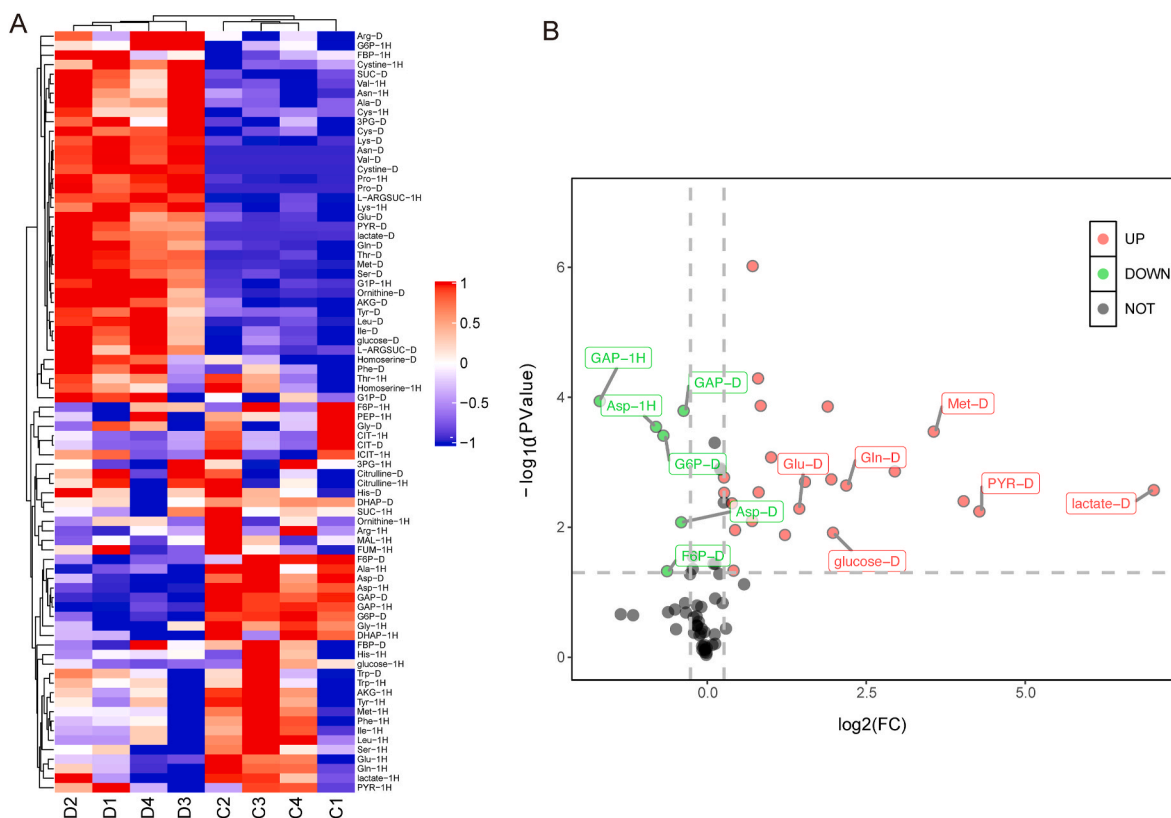 A
Arg-D
G6P-1H
FBP-1H
Cystine-1H
SUC-D
Val-1H
Asn-1H
Ala-D
Cys-1H
3PG-D
Cys-D
Lys-D
Asn-D
Val-D
Cystine-D
Pro-1H
Pro-D
L-ARGSUC-1H
Lys-1H
Glu-D
PYR-D
lactate-D
Gln-D
Thr-D
Met-D
Ser-D
G1P-1H
Ornithine-D
AKG-D
Tyr-D
Leu-D
Ile-D
glucose-D
L-ARGSUC-D
Homoserine-D
Phe-D
Thr-1H
Homoserine-1H
G1P-D
F6P-1H
PEP-1H
Gly-D
CIT-1H
CIT-D
ICIT-1H
3PG-1H
Citrulline-D
Citrulline-1H
His-D
DHAP-D
SUC-1H
Ornithine-1H
Arg-1H
MAL-1H
FUM-1H
F6P-D
Ala-1H
Asp-D
Asp-1H
GAP-D
GAP-1H
G6P-D
Gly-1H
DHAP-1H
FBP-D
His-1H
glucose-1H
Trp-D
Trp-1H
AKG-1H
Tyr-1H
Met-1H
Phe-1H
Ile-1H
Leu-1H
Ser-1H
Glu-1H
Gln-1H
lactate-1H
PYR-1H
D2 D1 D4 D3 C2 C3 C4 C1
1
0.5
0
−0.5
−1
B
UP
DOWN
NOT
GAP−1H
GAP−D
Asp−1H
Met−D
G6P−D
Glu−D
Gln−D
PYR−D
lactate−D
Asp−D
F6P−D
glucose−D
6
4
2
0
0.0 2.5 5.0
log2(FC)